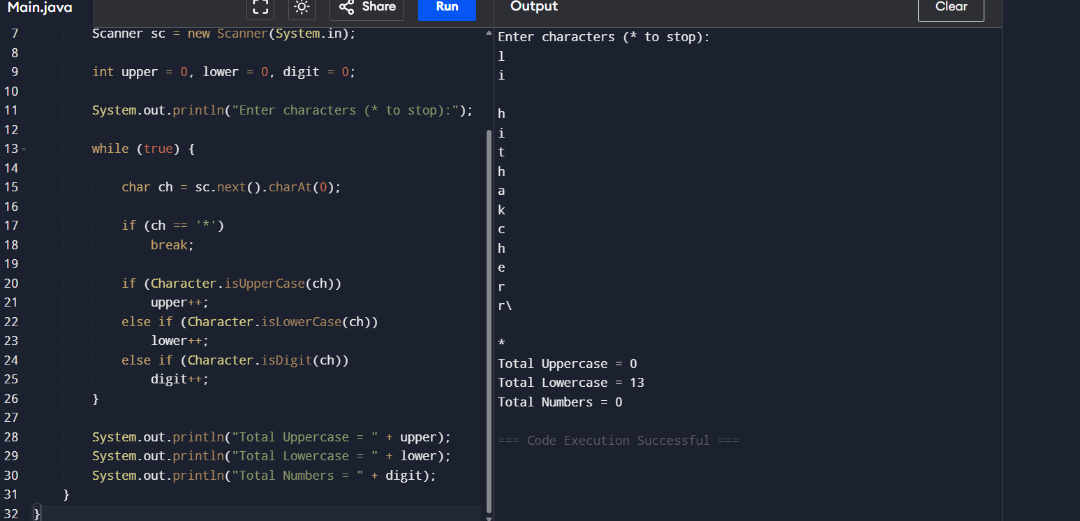 Main.java Share Run Output Clear
7 Scanner sc = new Scanner(System.in);
8
9 int upper = 0, lower = 0, digit = 0;
10
11 System.out.println("Enter characters (* to stop):");
12
13 while (true) {
14
15 char ch = sc.next().charAt(0);
16
17 if (ch == '*')
18 break;
19
20 if (Character.isUpperCase(ch))
21 upper++;
22 else if (Character.isLowerCase(ch))
23 lower++;
24 else if (Character.isDigit(ch))
25 digit++;
26 }
27
28 System.out.println("Total Uppercase = " + upper);
29 System.out.println("Total Lowercase = " + lower);
30 System.out.println("Total Numbers = " + digit);
31 }
32 }
Enter characters (* to stop):
l
i
h
i
t
h
a
k
c
h
e
r
r\
*
Total Uppercase = 0
Total Lowercase = 13
Total Numbers = 0
=== Code Execution Successful ===